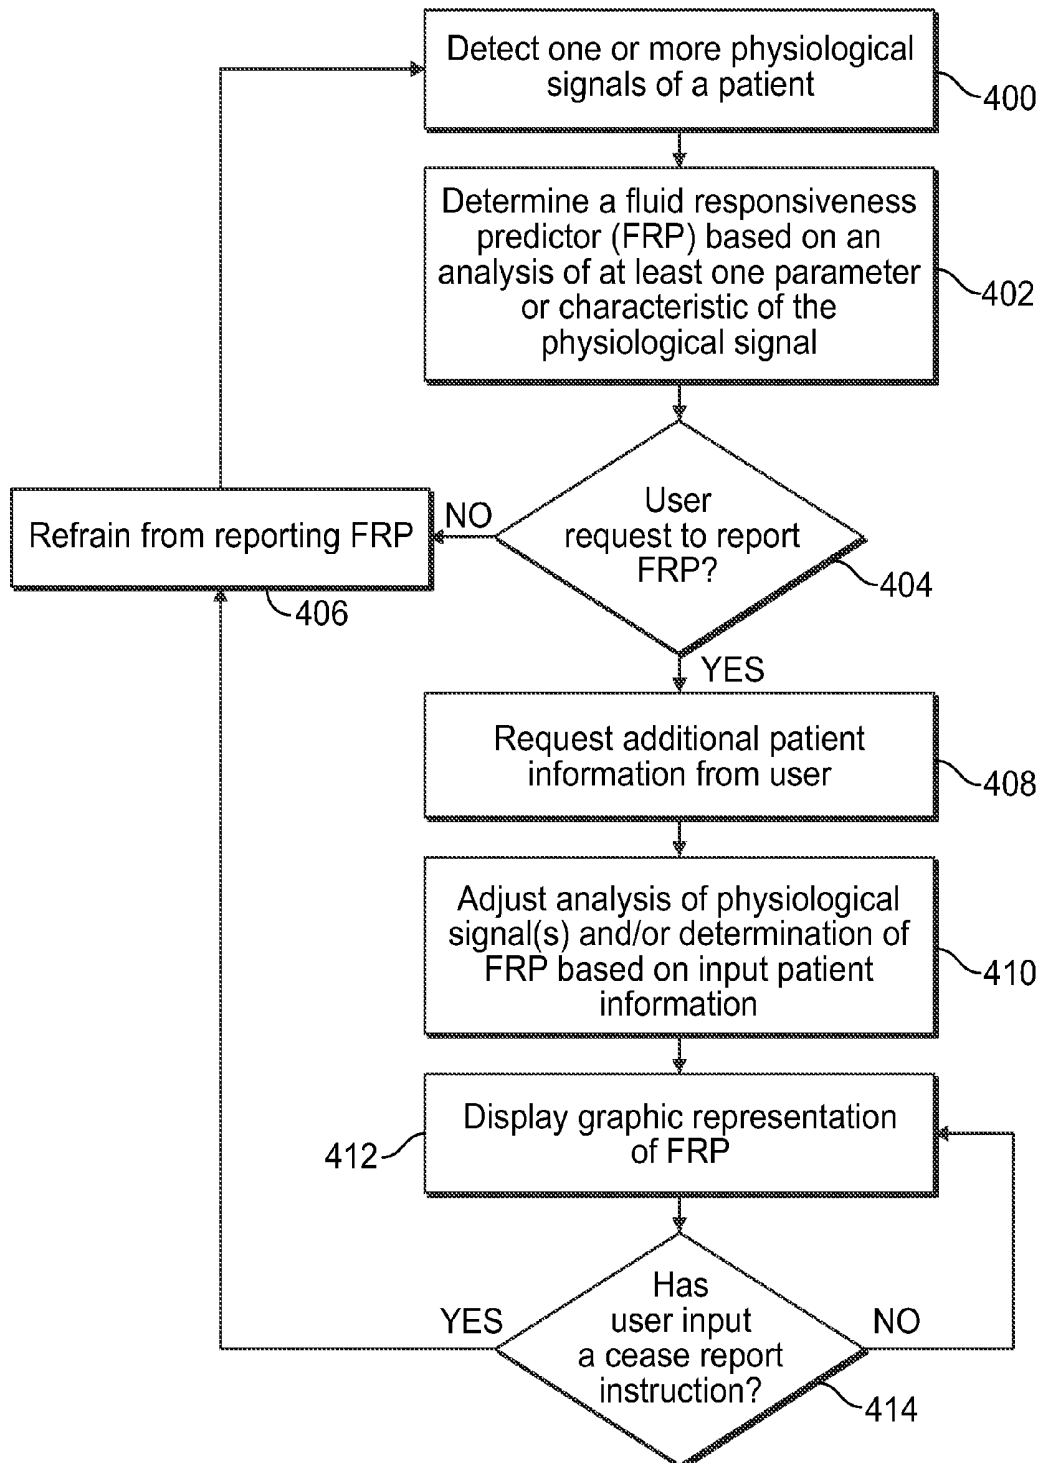 Detect one or more physiological
signals of a patient
400
Determine a fluid responsiveness
predictor (FRP) based on an
analysis of at least one parameter
or characteristic of the
physiological signal
402
User
request to report
FRP?
404
NO
Refrain from reporting FRP
406
YES
Request additional patient
information from user
408
Adjust analysis of physiological
signal(s) and/or determination of
FRP based on input patient
information
410
Display graphic representation
of FRP
412
Has
user input
a cease report
instruction?
414
YES
NO